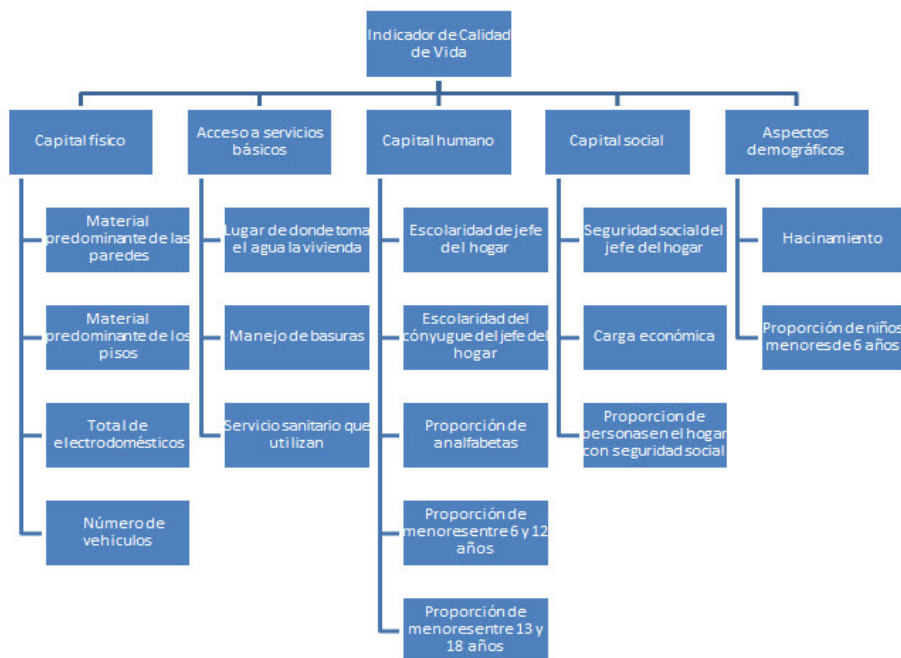 Indicador de Calidad
de Vida
Capital físico
Acceso a servicios
básicos
Capital humano
Capital social
Aspectos
demográficos
Material
predominante de las
paredes
Material
predominante de los
pisos
Total de
electrodomésticos
Número de
vehiculos
Lugar de donde toma
el agua la vivienda
Manejo de basuras
Servicio sanitario que
utilizan
Escolaridad de jefe
del hogar
Escolaridad del
cónyugue del jefe del
hogar
Proporción de
analfabetas
Proporción de
menores entre 6 y 12
años
Proporción de
menores entre 13 y
18 años
Seguridad social del
jefe del hogar
Carga económica
Proporcion de
personas en el hogar
con seguridad social
Hacinamiento
Proporción de niños
menores de 6 años